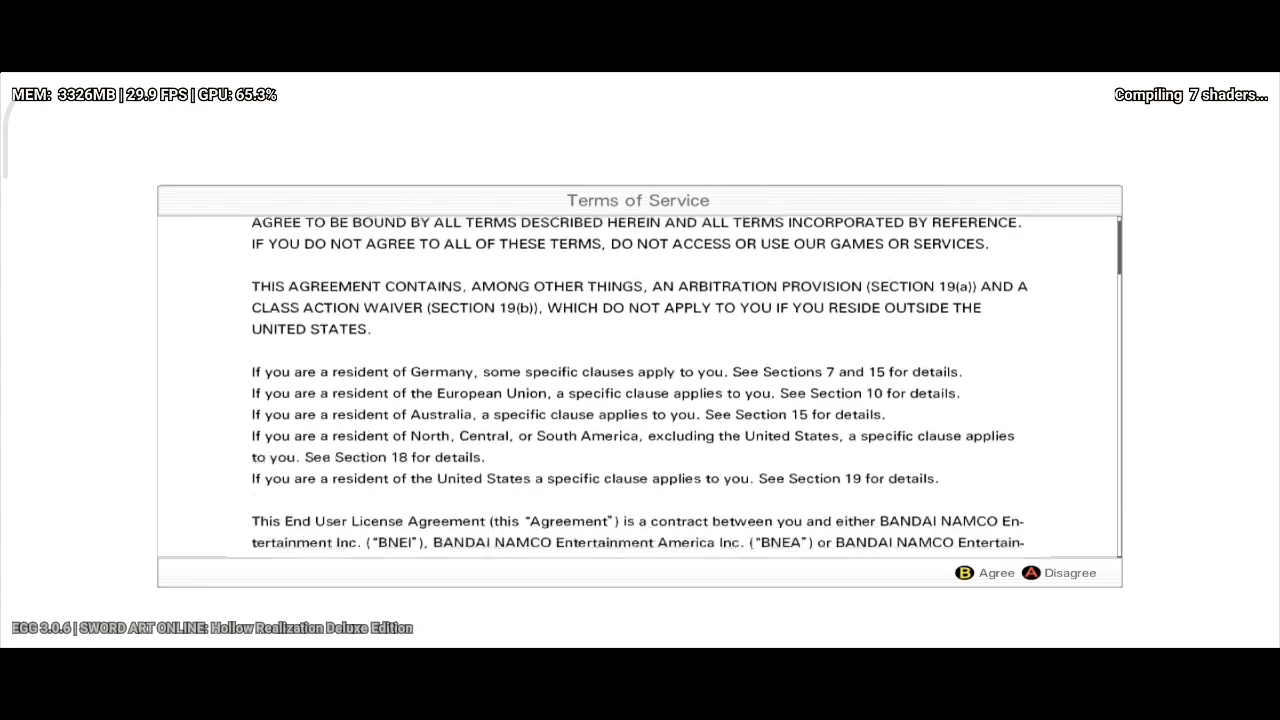 MEM: 3326MB | 29.9 FPS | GPU: 65.3%
Compiling 7 shaders...
Terms of Service
AGREE TO BE BOUND BY ALL TERMS DESCRIBED HEREIN AND ALL TERMS INCORPORATED BY REFERENCE.
IF YOU DO NOT AGREE TO ALL OF THESE TERMS, DO NOT ACCESS OR USE OUR GAMES OR SERVICES.
THIS AGREEMENT CONTAINS, AMONG OTHER THINGS, AN ARBITRATION PROVISION (SECTION 19(a)) AND A
CLASS ACTION WAIVER (SECTION 19(b)), WHICH DO NOT APPLY TO YOU IF YOU RESIDE OUTSIDE THE
UNITED STATES.
If you are a resident of Germany, some specific clauses apply to you. See Sections 7 and 15 for details.
If you are a resident of the European Union, a specific clause applies to you. See Section 10 for details.
If you are a resident of Australia, a specific clause applies to you. See Section 15 for details.
If you are a resident of North, Central, or South America, excluding the United States, a specific clause applies
to you. See Section 18 for details.
If you are a resident of the United States a specific clause applies to you. See Section 19 for details.
This End User License Agreement (this "Agreement") is a contract between you and either BANDAI NAMCO En-
tertainment Inc. ("BNEI"), BANDAI NAMCO Entertainment America Inc. ("BNEA") or BANDAI NAMCO Entertain-
B Agree A Disagree
EGG 3.0.6 | SWORD ART ONLINE: Hollow Realization Deluxe Edition